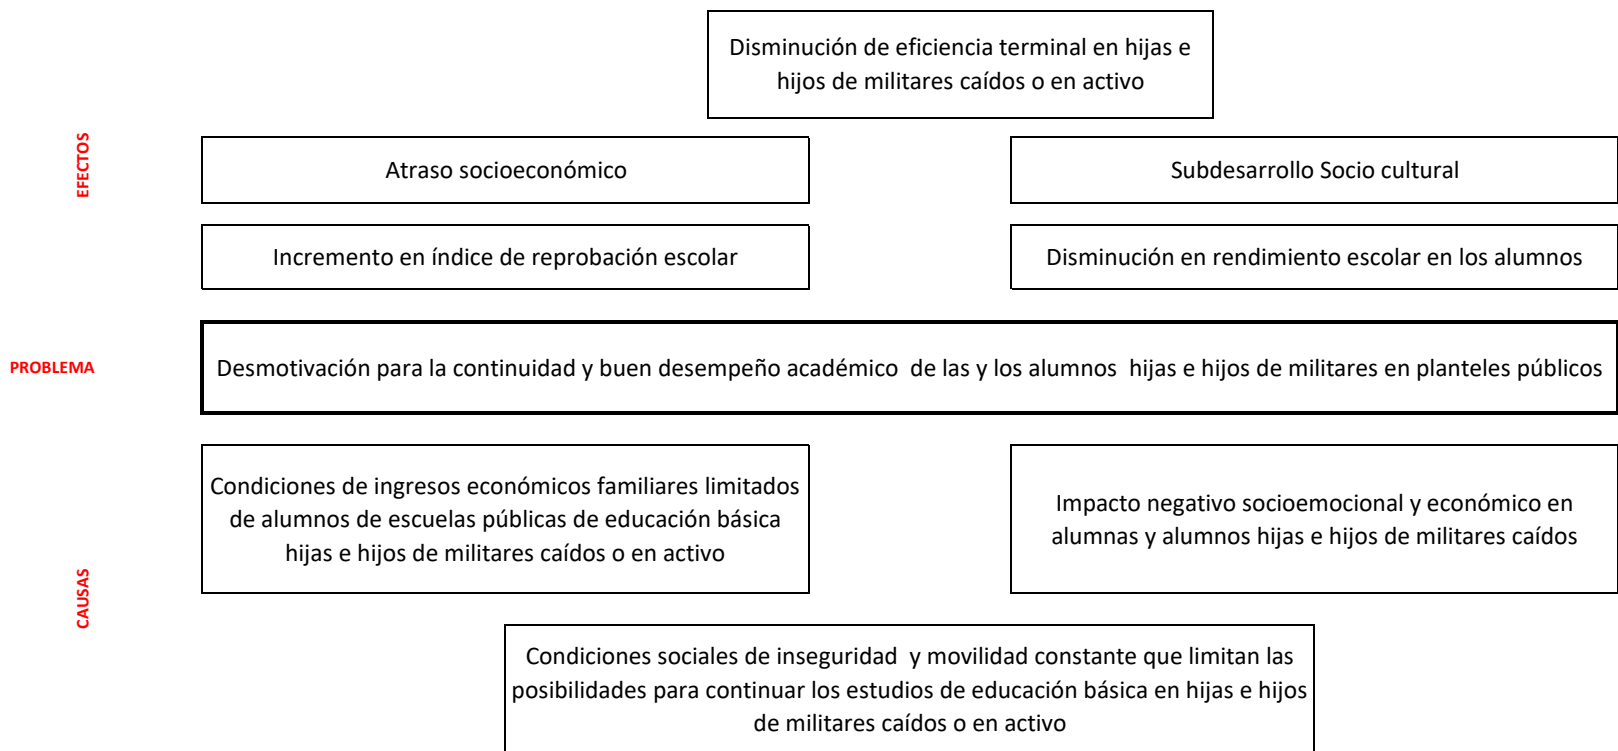 Disminución de eficiencia terminal en hijas e
hijos de militares caídos o en activo
EFECTOS
Atraso socioeconómico
Subdesarrollo Socio cultural
Incremento en índice de reprobación escolar
Disminución en rendimiento escolar en los alumnos
PROBLEMA
Desmotivación para la continuidad y buen desempeño académico  de las y los alumnos  hijas e hijos de militares en planteles públicos
Condiciones de ingresos económicos familiares limitados
de alumnos de escuelas públicas de educación básica
hijas e hijos de militares caídos o en activo
Impacto negativo socioemocional y económico en
alumnas y alumnos hijas e hijos de militares caídos
CAUSAS
Condiciones sociales de inseguridad  y movilidad constante que limitan las
posibilidades para continuar los estudios de educación básica en hijas e hijos
de militares caídos o en activo